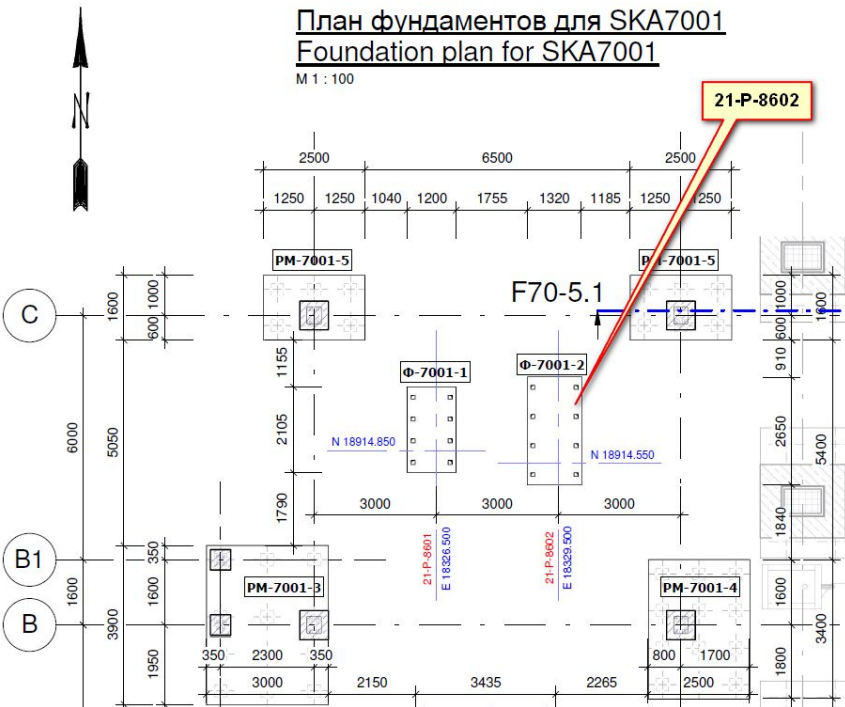 План фундаментов для SKA7001
Foundation plan for SKA7001
M 1 : 100
N
21-P-8602
2500 6500 2500
1250 1250 1040 1200 1755 1320 1185 1250 1250
PM-7001-5 PM-7001-5
F70-5.1
C
1600 1000 600
1000 600 1600
1155 910
Ф-7001-1 Ф-7001-2
6000 5050 2105 2650 5400
N 18914.850 N 18914.550
1790 1840
3000 3000 3000
21-P-8601
E 18326.500
21-P-8602
E 18329.500
B1
350
PM-7001-3 PM-7001-4
1600 1600 1600
B
3900 3400
350 2300 350 800 1700
1950 1800
3000 2150 3435 2265 2500